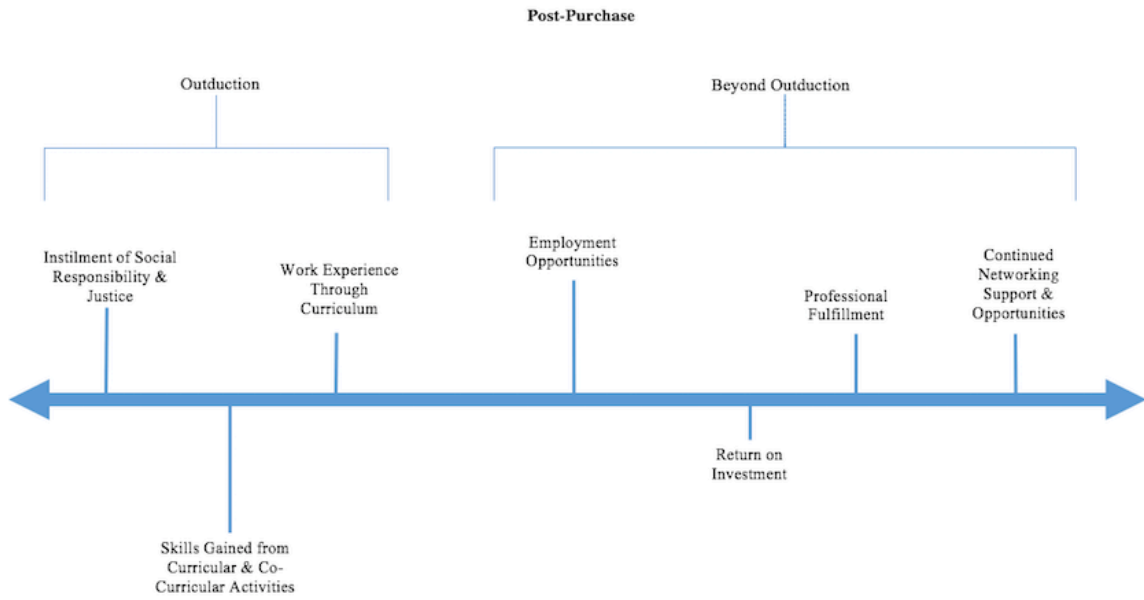 Post-Purchase
Outduction
Beyond Outduction
Instilment of Social
Responsibility &
Justice
Work Experience
Through
Curriculum
Employment
Opportunities
Professional
Fulfillment
Continued
Networking
Support &
Opportunities
Skills Gained from
Curricular & Co-
Curricular Activities
Return on
Investment